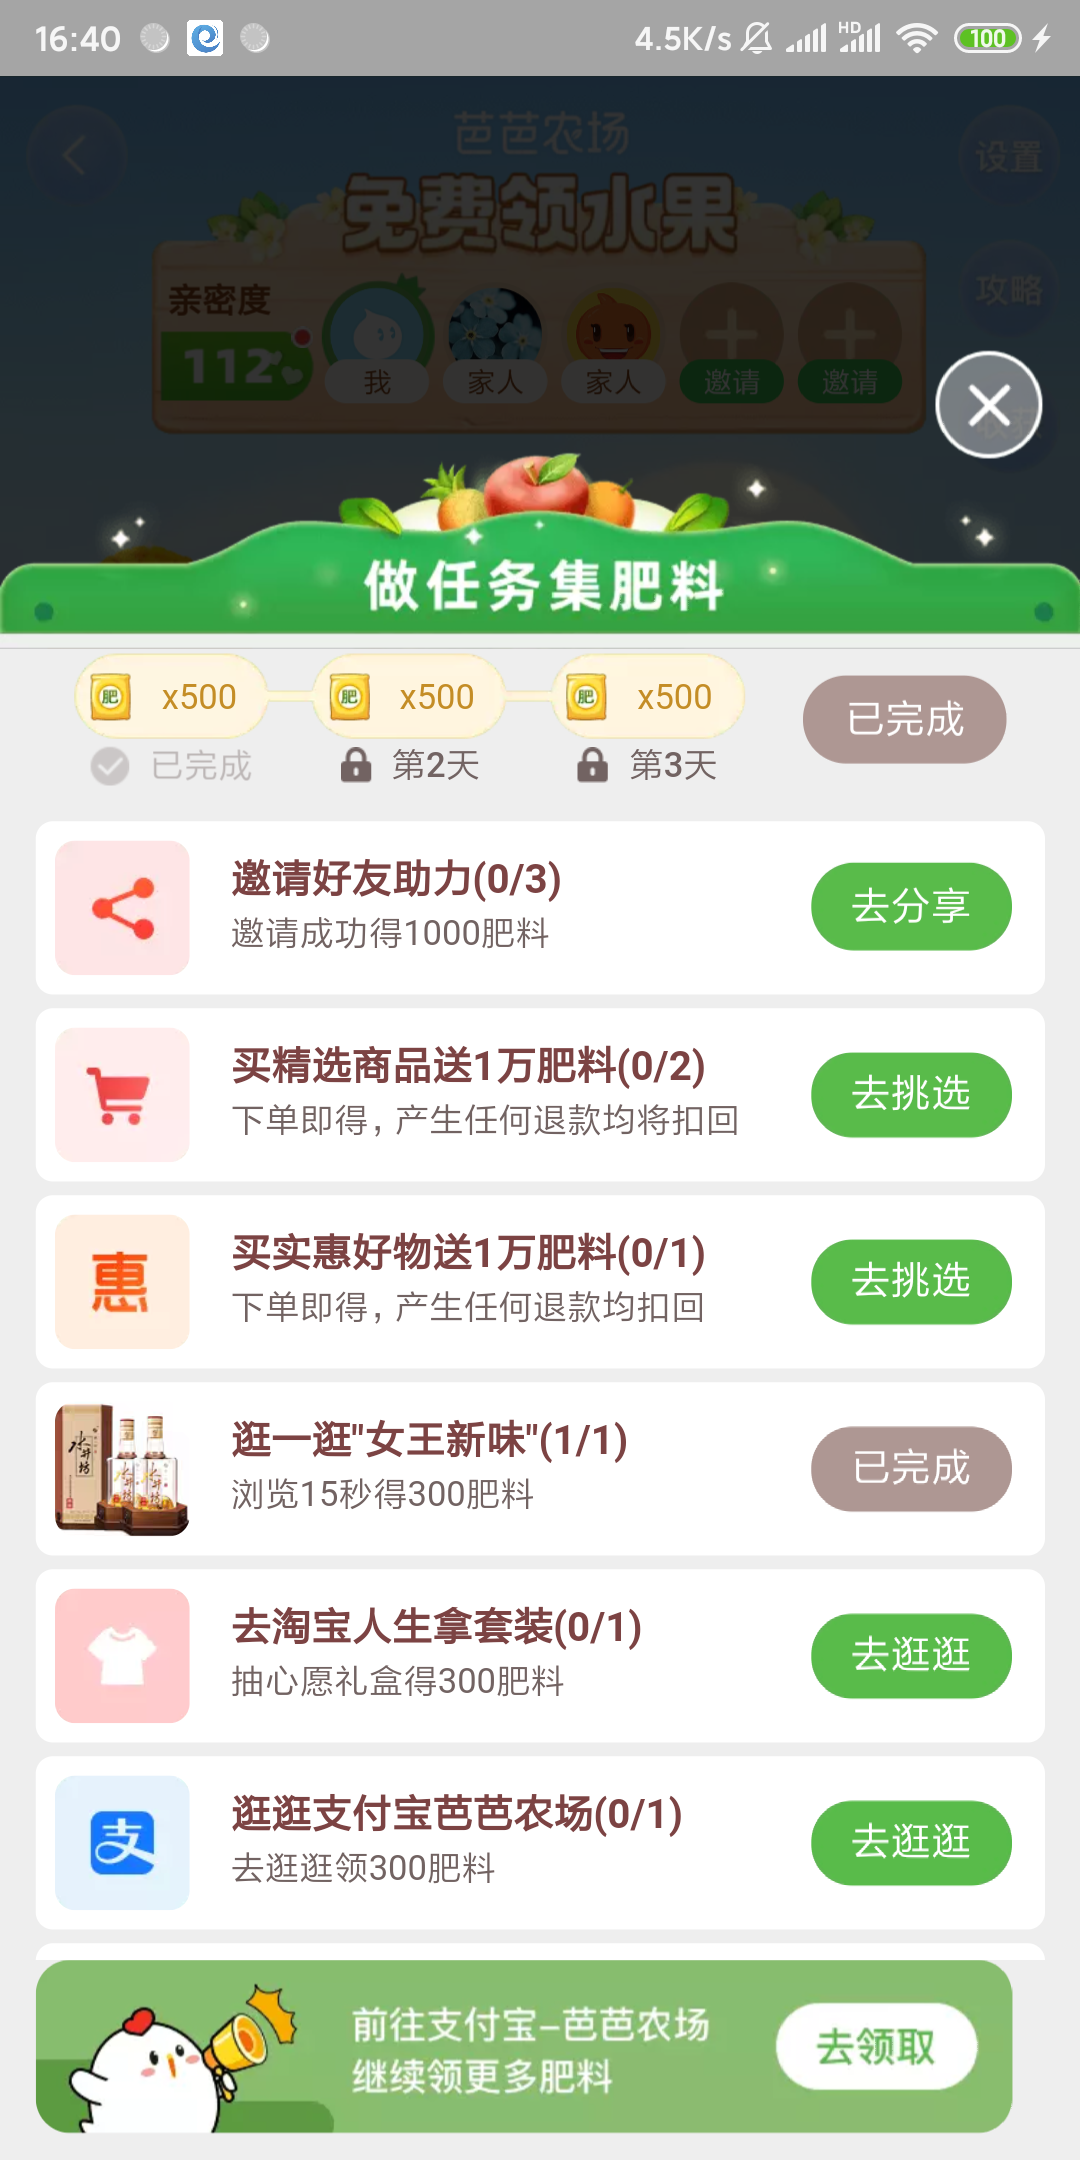 16:40
4.5K/s
HD
100
芭芭农场
设置
免费领水果
攻略
亲密度
112
我
家人
家人
邀请
邀请
做任务集肥料
肥 x500
肥 x500
肥 x500
已完成
已完成
第2天
第3天
邀请好友助力(0/3)
邀请成功得1000肥料
去分享
买精选商品送1万肥料(0/2)
下单即得，产生任何退款均将扣回
去挑选
惠
买实惠好物送1万肥料(0/1)
下单即得，产生任何退款均扣回
去挑选
水井坊
逛一逛"女王新味"(1/1)
浏览15秒得300肥料
已完成
去淘宝人生拿套装(0/1)
抽心愿礼盒得300肥料
去逛逛
支
逛逛支付宝芭芭农场(0/1)
去逛逛领300肥料
去逛逛
前往支付宝-芭芭农场
继续领更多肥料
去领取